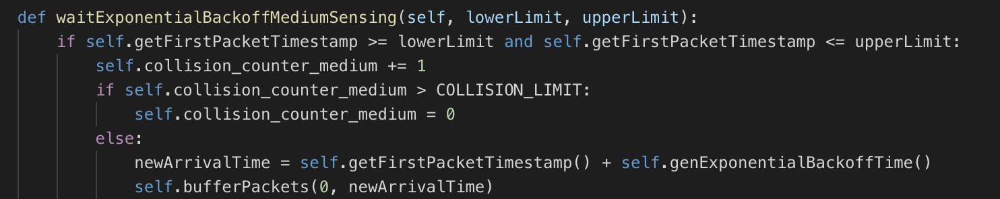 def waitExponentialBackoffMediumSensing(self, lowerLimit, upperLimit):
    if self.getFirstPacketTimestamp >= lowerLimit and self.getFirstPacketTimestamp <= upperLimit:
        self.collision_counter_medium += 1
        if self.collision_counter_medium > COLLISION_LIMIT:
            self.collision_counter_medium = 0
        else:
            newArrivalTime = self.getFirstPacketTimestamp() + self.genExponentialBackoffTime()
            self.bufferPackets(0, newArrivalTime)